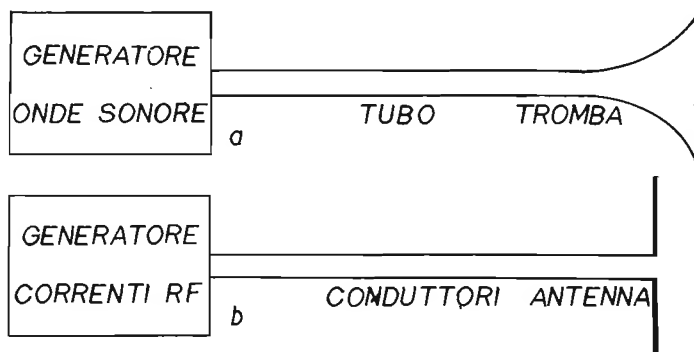 GENERATORE
ONDE SONORE
a
TUBO
TROMBA
GENERATORE
CORRENTI RF
b
CONDUTTORI
ANTENNA